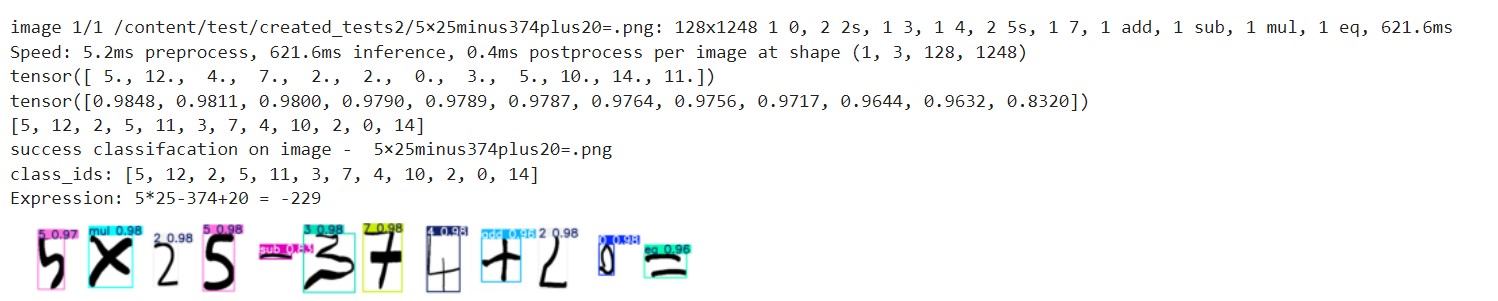 image 1/1 /content/test/created_tests2/5×25minus374plus20=.png: 128x1248 1 0, 2 2s, 1 3, 1 4, 2 5s, 1 7, 1 add, 1 sub, 1 mul, 1 eq, 621.6ms
Speed: 5.2ms preprocess, 621.6ms inference, 0.4ms postprocess per image at shape (1, 3, 128, 1248)
tensor([ 5., 12., 4., 7., 2., 2., 0., 3., 5., 10., 14., 11.])
tensor([0.9848, 0.9811, 0.9800, 0.9790, 0.9789, 0.9787, 0.9764, 0.9756, 0.9717, 0.9644, 0.9632, 0.8320])
[5, 12, 2, 5, 11, 3, 7, 4, 10, 2, 0, 14]
success classifacation on image -  5×25minus374plus20=.png
class_ids: [5, 12, 2, 5, 11, 3, 7, 4, 10, 2, 0, 14]
Expression: 5*25-374+20 = -229
5 0.97 mul 0.98 2 0.98 5 0.98 sub 0.83 3 0.98 7 0.98 4 0.98 add 0.96 2 0.98 0 0.98 eq 0.96
5 × 2 5 - 3 7 4 + 2 0 =